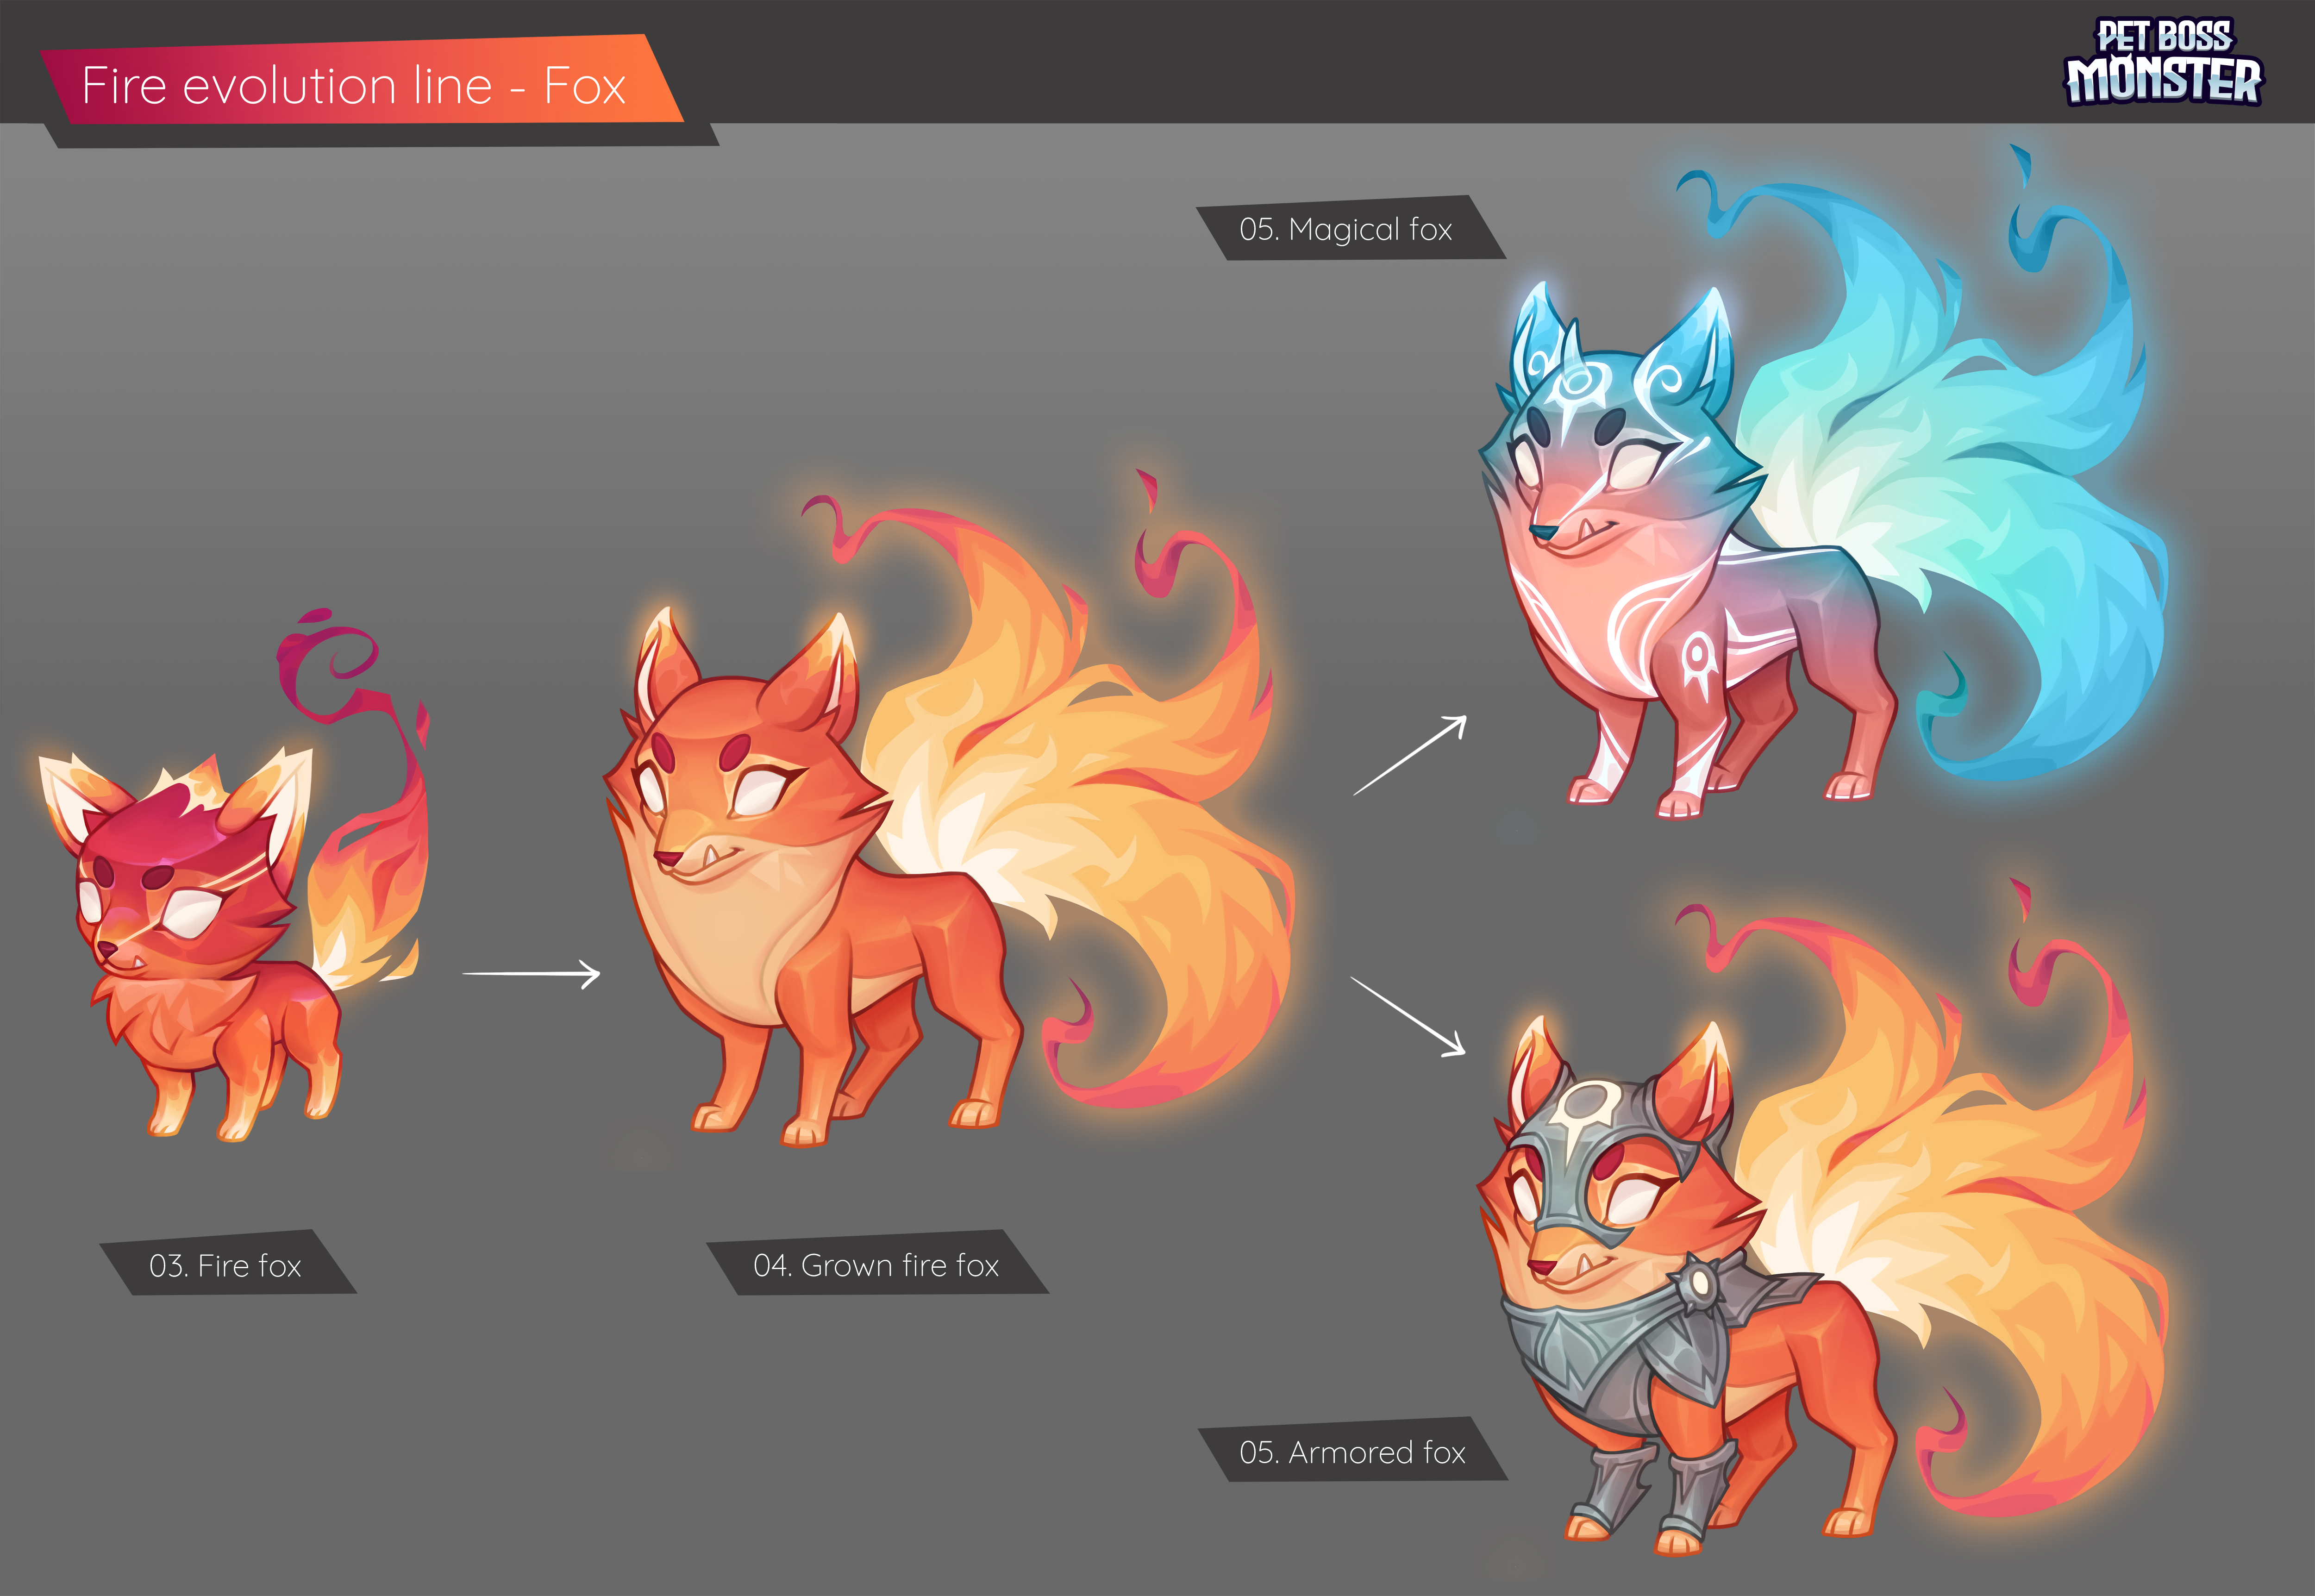 Fire evolution line - Fox
PET BOSS
MONSTER
05. Magical fox
03. Fire fox
04. Grown fire fox
05. Armored fox